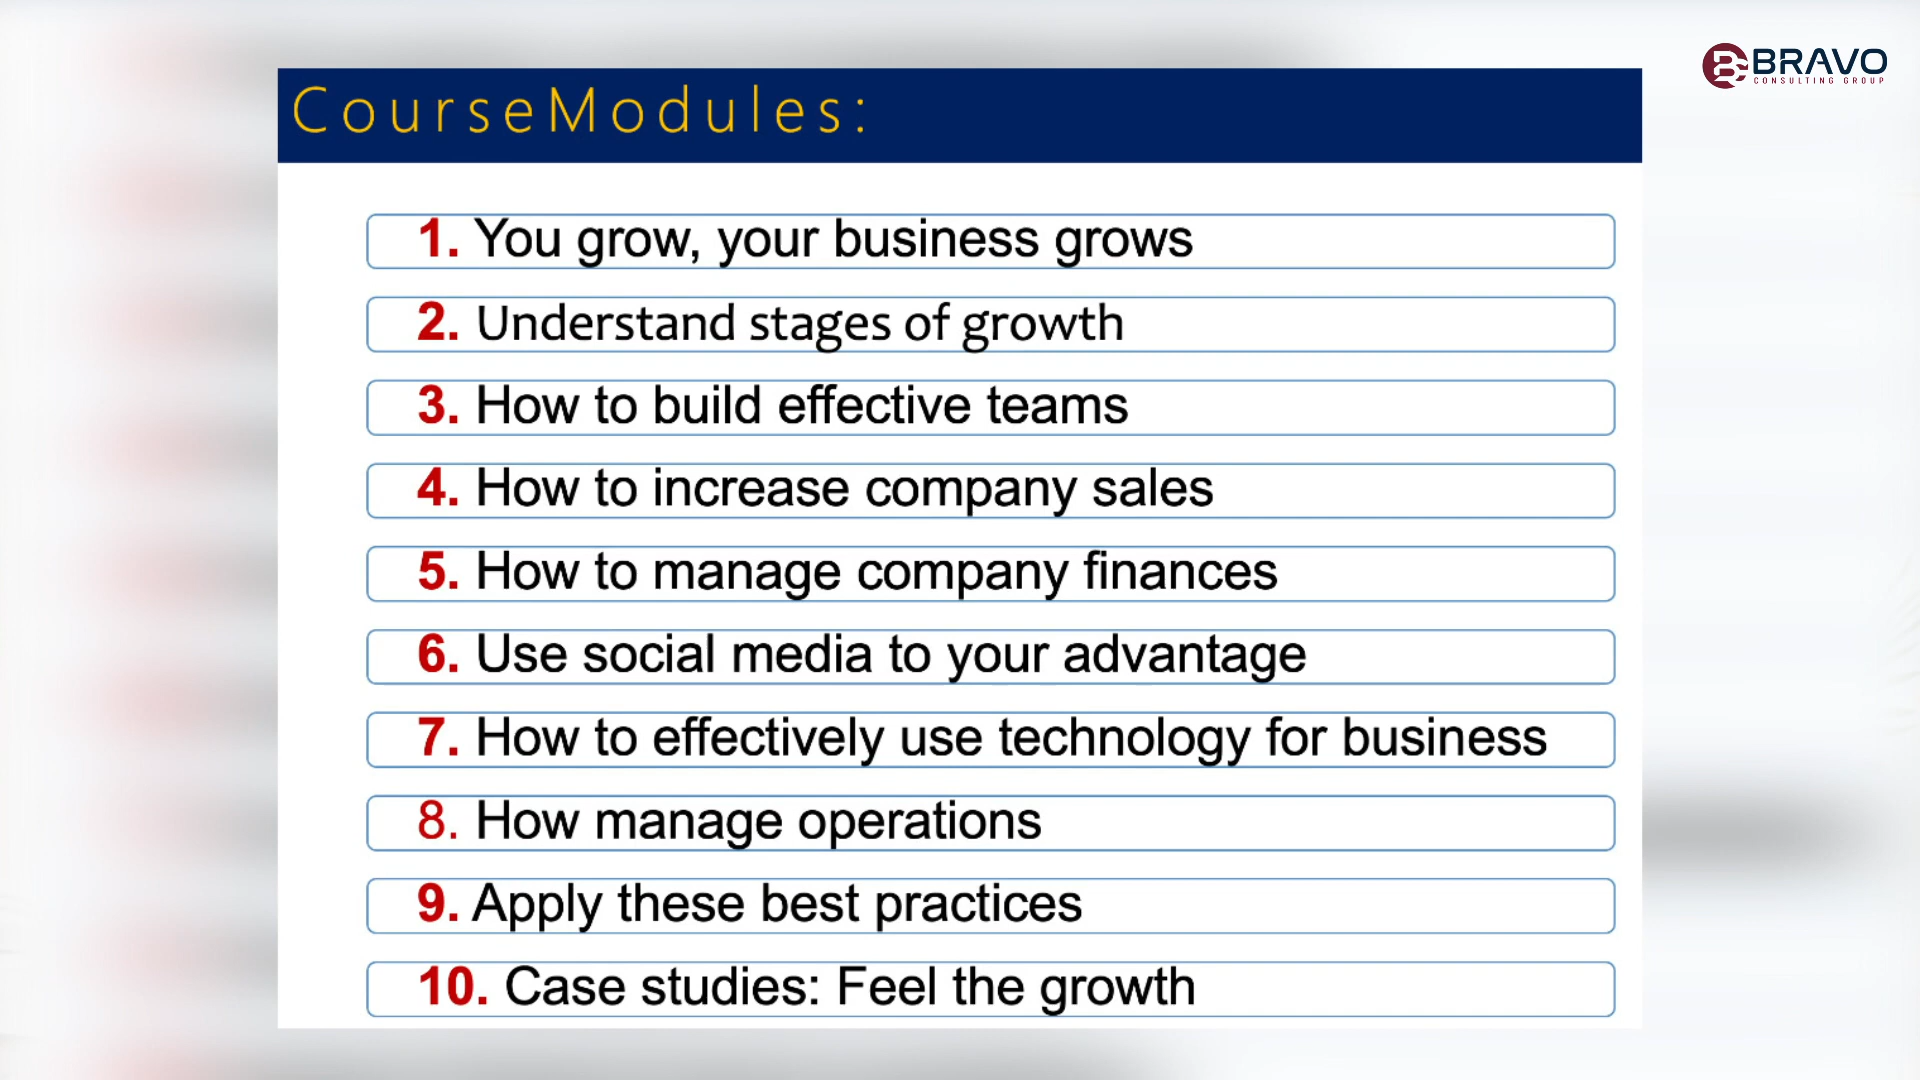 BRAVO
CONSULTING GROUP
CourseModules:
1. You grow, your business grows
2. Understand stages of growth
3. How to build effective teams
4. How to increase company sales
5. How to manage company finances
6. Use social media to your advantage
7. How to effectively use technology for business
8. How manage operations
9. Apply these best practices
10. Case studies: Feel the growth